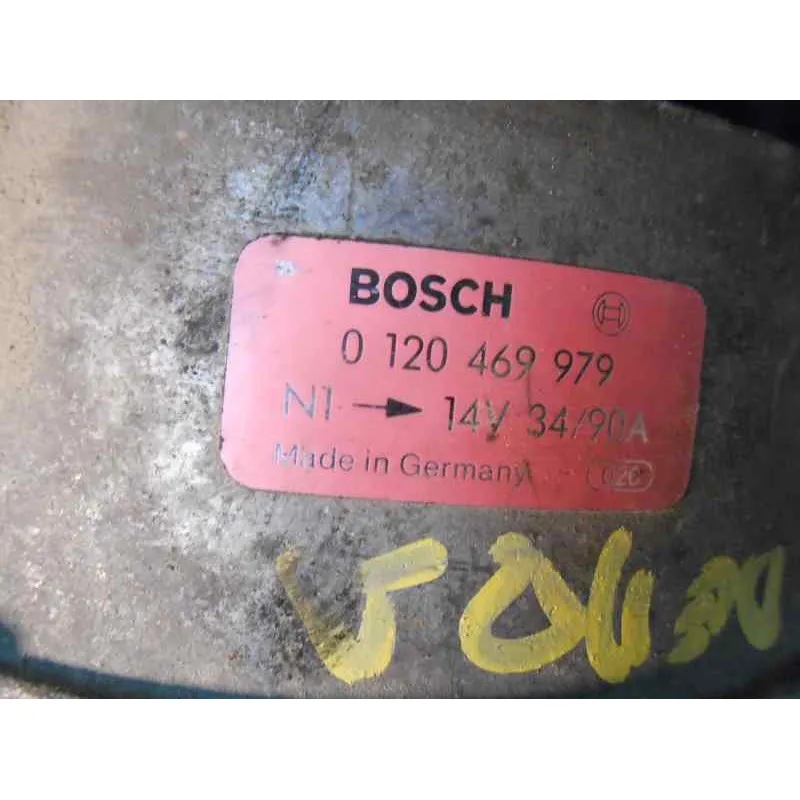 BOSCH
0 120 469 979
N1 → 14V 34/90A
Made in Germany